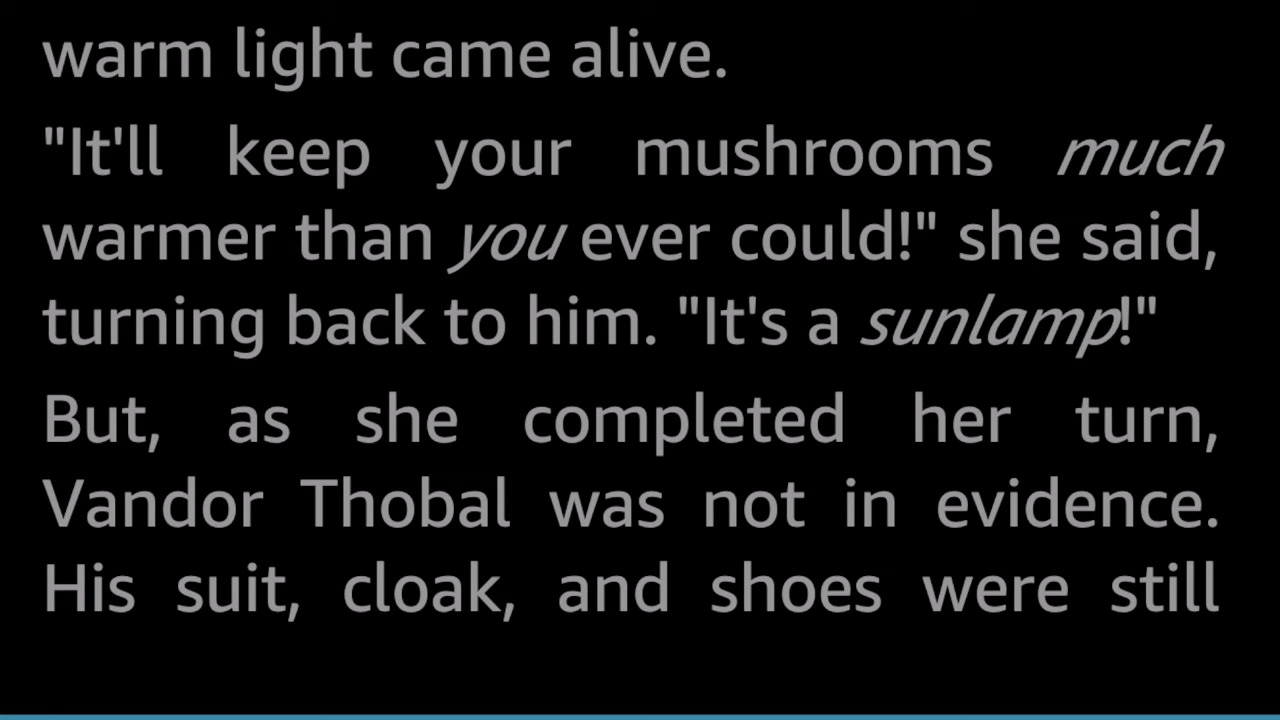 warm light came alive.
"It'll keep your mushrooms much
warmer than you ever could!" she said,
turning back to him. "It's a sunlamp!"
But, as she completed her turn,
Vandor Thobal was not in evidence.
His suit, cloak, and shoes were still